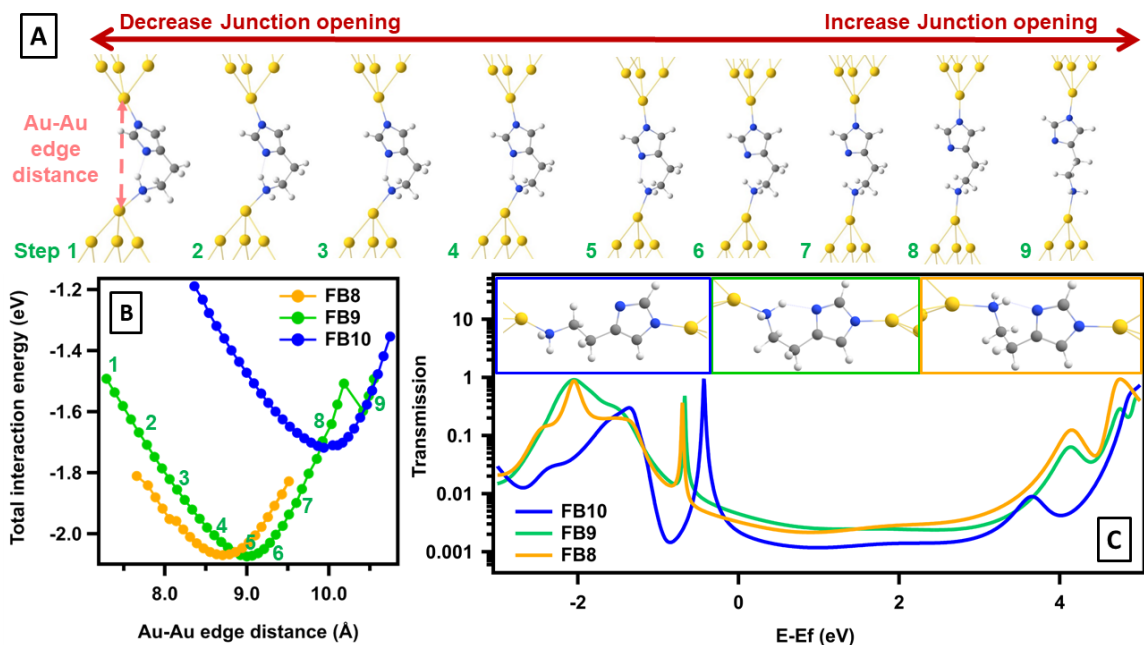 A
Decrease Junction opening
Increase Junction opening
Au-Au
edge
distance
Step 1
2
3
4
5
6
7
8
9
B
Total interaction energy (eV)
-1.2
-1.4
-1.6
-1.8
-2.0
FB8
FB9
FB10
1
2
3
4
5
6
7
8
9
8.0
9.0
10.0
Au-Au edge distance (Å)
C
Transmission
10
1
0.1
0.01
0.001
FB10
FB9
FB8
-2
0
2
4
E-Ef (eV)